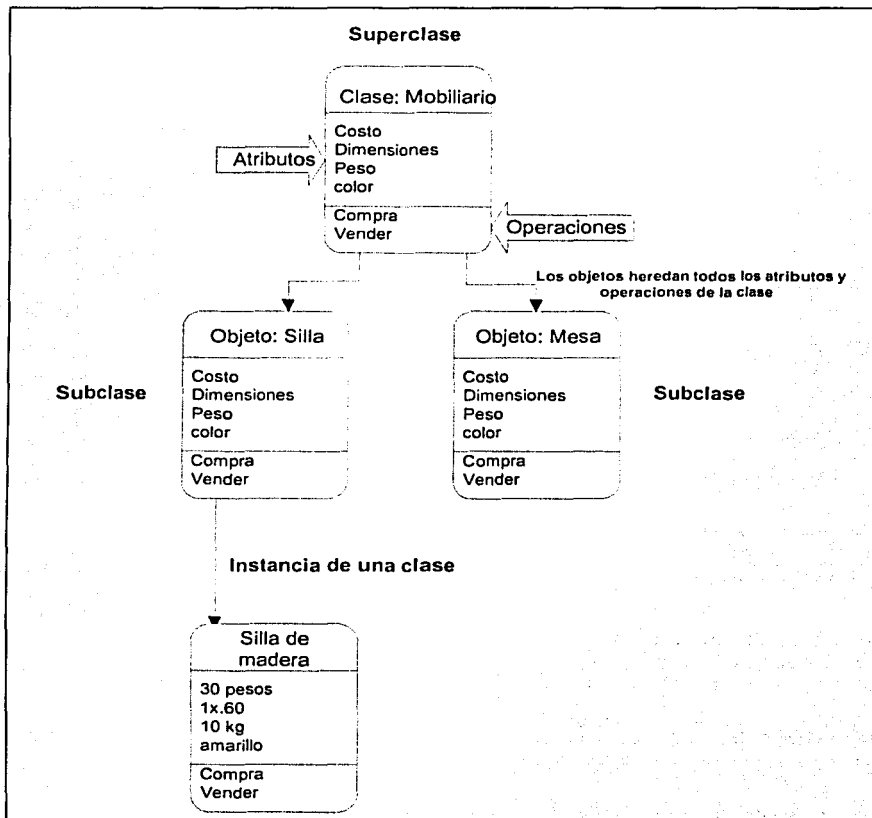 Superclase
Clase: Mobiliario
Atributos
Costo
Dimensiones
Peso
color
Compra
Vender
Operaciones
Los objetos heredan todos los atributos y
operaciones de la clase
Subclase
Objeto: Silla
Costo
Dimensiones
Peso
color
Compra
Vender
Objeto: Mesa
Costo
Dimensiones
Peso
color
Compra
Vender
Subclase
Instancia de una clase
Silla de
madera
30 pesos
1x.60
10 kg
amarillo
Compra
Vender